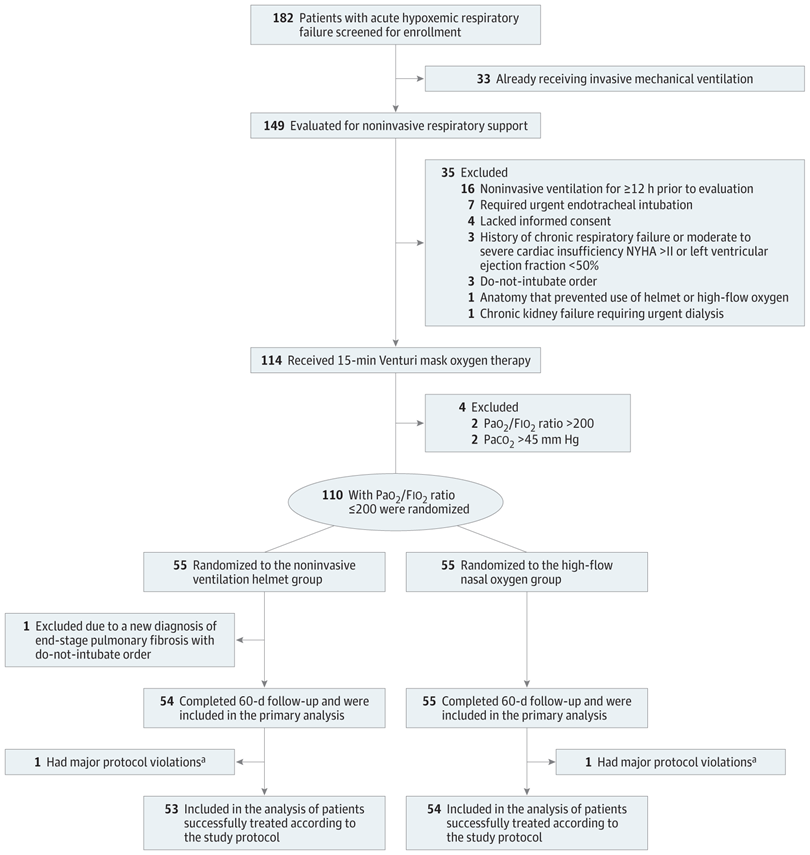 182 Patients with acute hypoxemic respiratory
failure screened for enrollment
33 Already receiving invasive mechanical ventilation
149 Evaluated for noninvasive respiratory support
35 Excluded
16 Noninvasive ventilation for ≥12 h prior to evaluation
7 Required urgent endotracheal intubation
4 Lacked informed consent
3 History of chronic respiratory failure or moderate to
severe cardiac insufficiency NYHA >II or left ventricular
ejection fraction <50%
3 Do-not-intubate order
1 Anatomy that prevented use of helmet or high-flow oxygen
1 Chronic kidney failure requiring urgent dialysis
114 Received 15-min Venturi mask oxygen therapy
4 Excluded
2 PaO2/FIO2 ratio >200
2 PaCO2 >45 mm Hg
110 With PaO2/FIO2 ratio
≤200 were randomized
55 Randomized to the noninvasive
ventilation helmet group
55 Randomized to the high-flow
nasal oxygen group
1 Excluded due to a new diagnosis of
end-stage pulmonary fibrosis with
do-not-intubate order
54 Completed 60-d follow-up and were
included in the primary analysis
55 Completed 60-d follow-up and were
included in the primary analysis
1 Had major protocol violationsa
1 Had major protocol violationsa
53 Included in the analysis of patients
successfully treated according to
the study protocol
54 Included in the analysis of patients
successfully treated according to
the study protocol